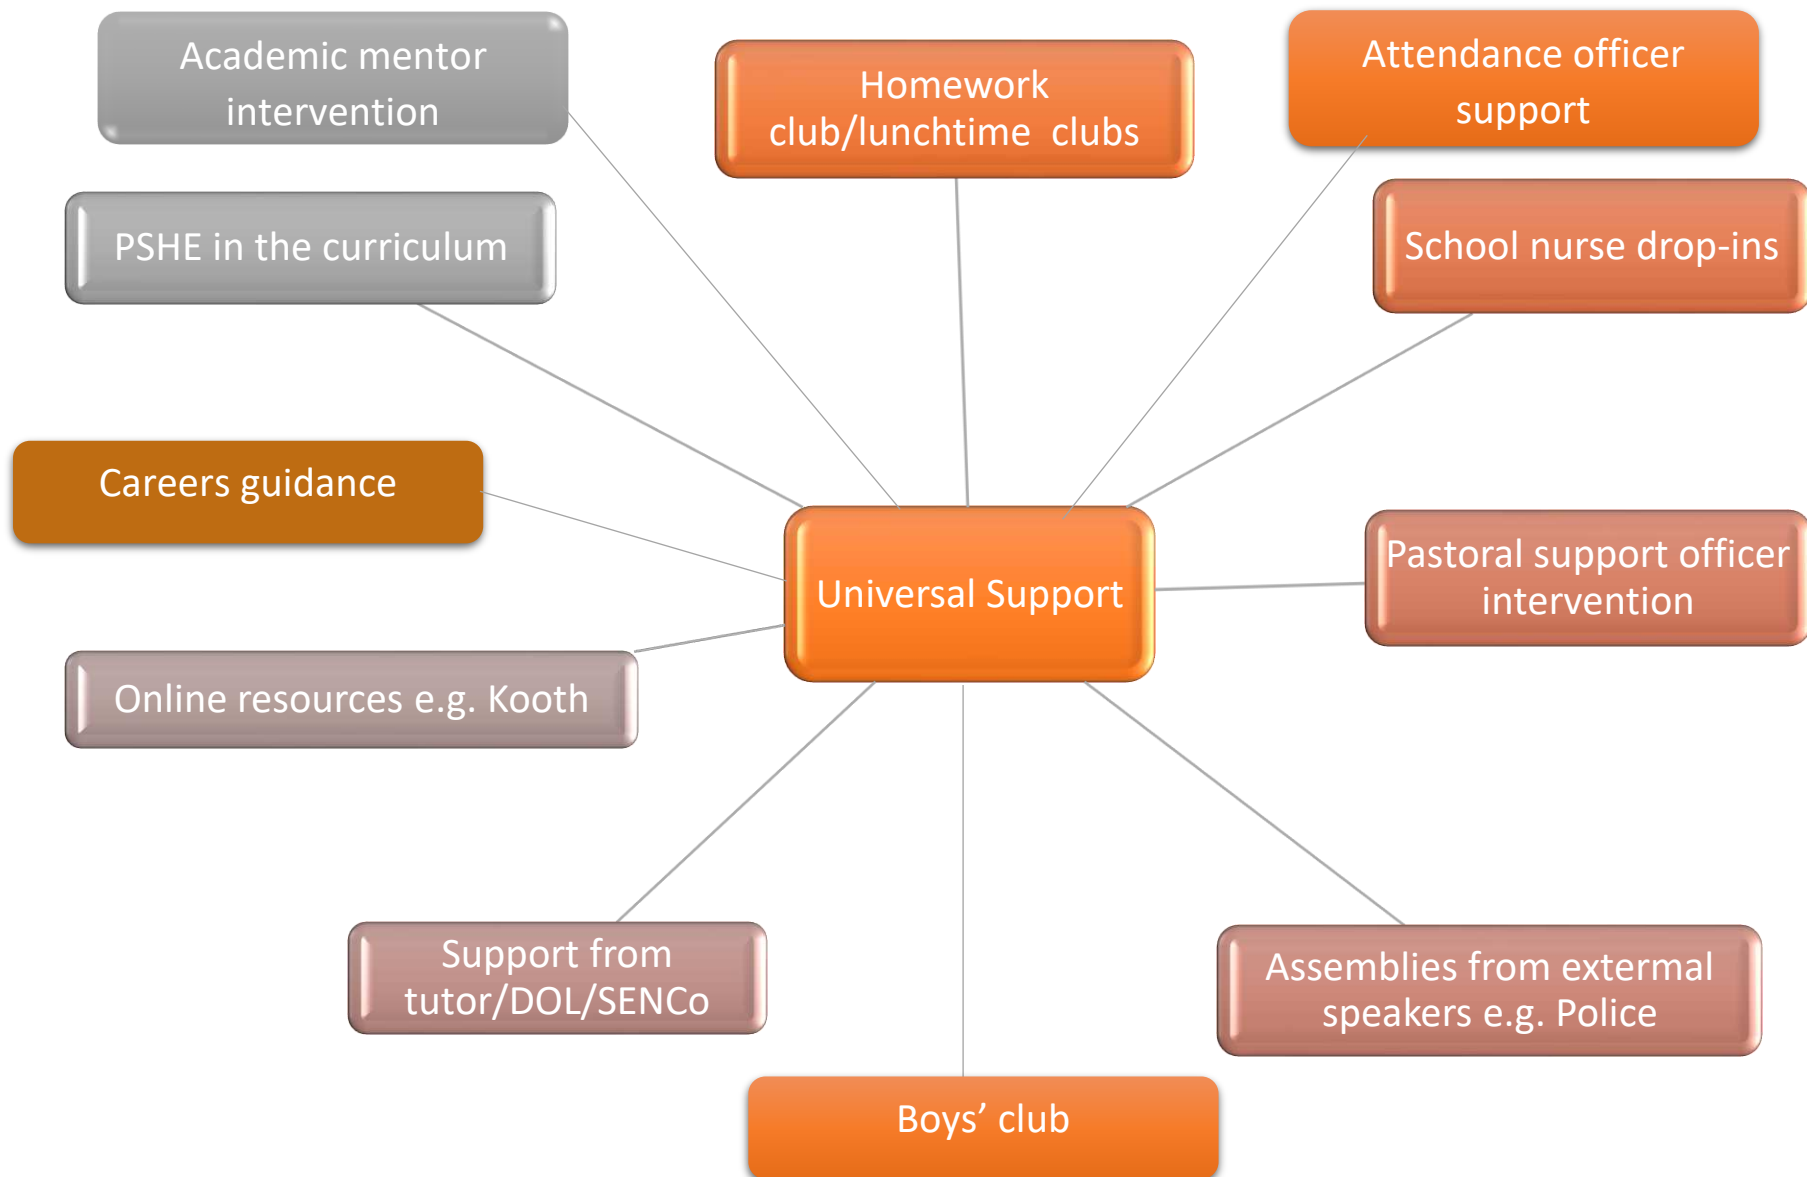 Academic mentor
intervention
Homework
club/lunchtime clubs
Attendance officer
support
PSHE in the curriculum
School nurse drop-ins
Careers guidance
Universal Support
Pastoral support officer
intervention
Online resources e.g. Kooth
Support from
tutor/DOL/SENCo
Assemblies from extermal
speakers e.g. Police
Boys’ club